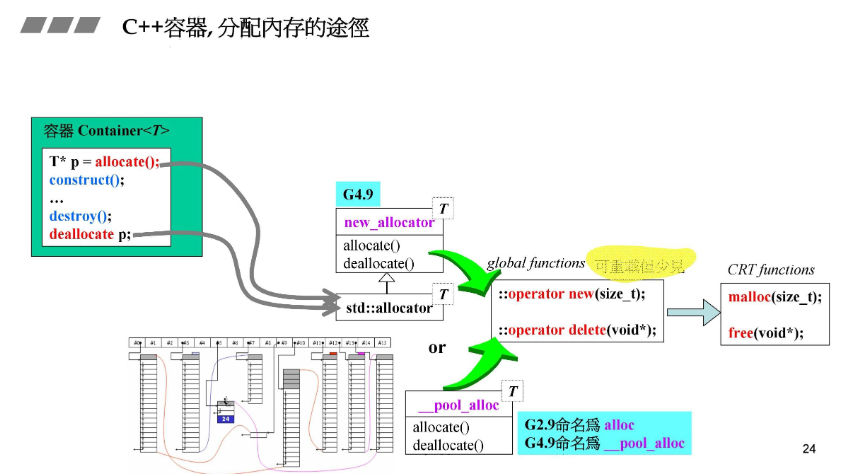 C++容器, 分配內存的途徑
容器 Container<T>
T* p = allocate();
construct();
…
destroy();
deallocate p;
G4.9
T
new_allocator
allocate()
deallocate()
T
std::allocator
global functions 可重載但少見
::operator new(size_t);
::operator delete(void*);
CRT functions
malloc(size_t);
free(void*);
or
T
__pool_alloc
allocate()
deallocate()
G2.9命名為 alloc
G4.9命名為 __pool_alloc
#0 #1 #2 #3 #4 #5 #6 #7 #8 #9 #10 #11 #12 #13 #14 #15
24
24